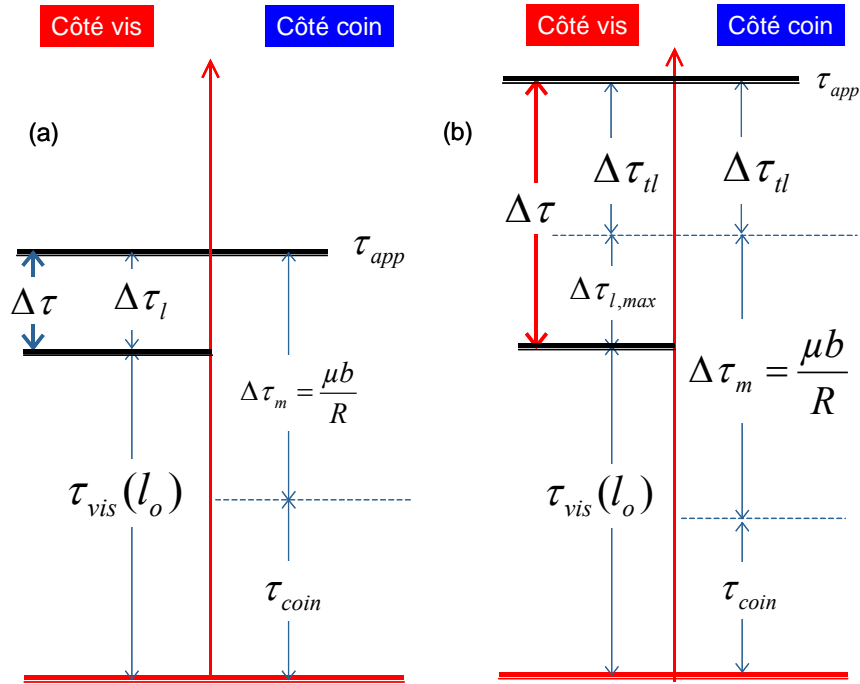 Côté vis
Côté coin
(a)
τ_app
Δτ
Δτ_l
Δτ_m = μb/R
τ_vis(l_o)
τ_coin
Côté vis
Côté coin
(b)
τ_app
Δτ_tl
Δτ_tl
Δτ
Δτ_l,max
Δτ_m = μb/R
τ_vis(l_o)
τ_coin